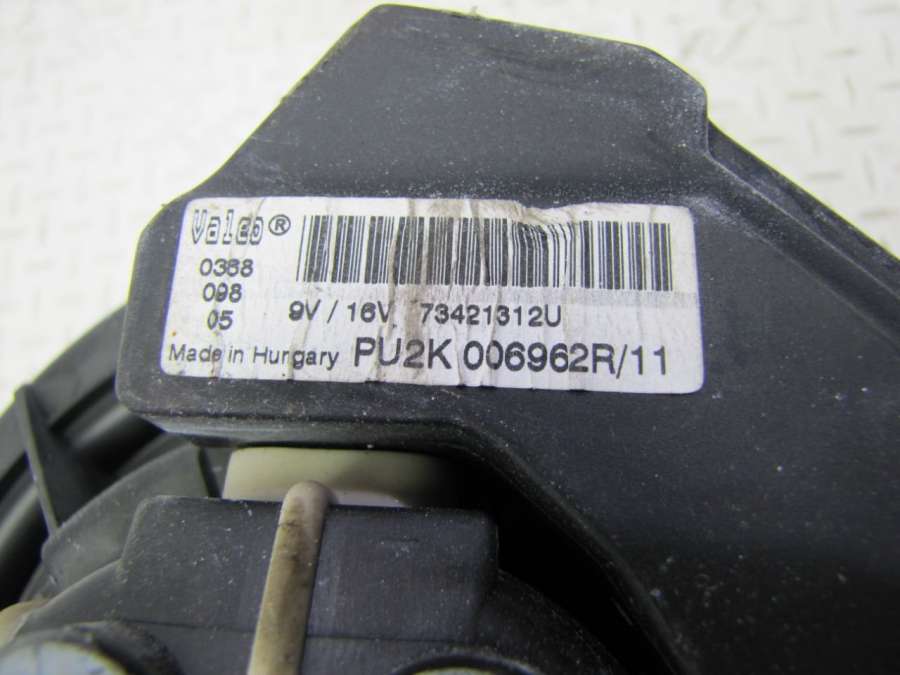 Valeo®
0388
098
05
9V / 16V 73421312U
Made in Hungary PU2K 006962R/11